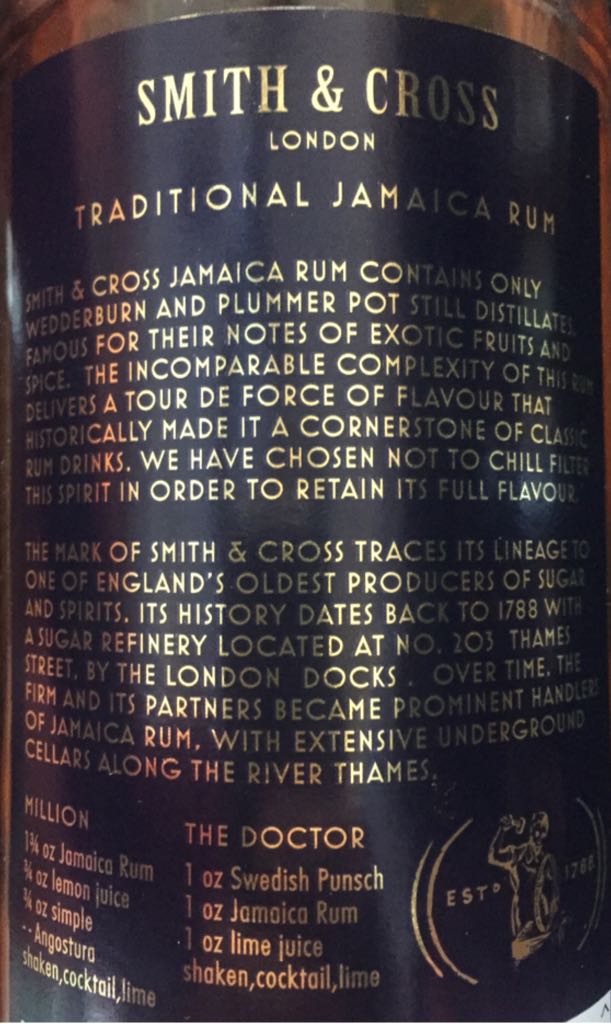 SMITH & CROSS
LONDON
TRADITIONAL JAMAICA RUM
SMITH & CROSS JAMAICA RUM CONTAINS ONLY
WEDDERBURN AND PLUMMER POT STILL DISTILLATES,
FAMOUS FOR THEIR NOTES OF EXOTIC FRUITS AND
SPICE. THE INCOMPARABLE COMPLEXITY OF THIS RUM
DELIVERS A TOUR DE FORCE OF FLAVOUR THAT
HISTORICALLY MADE IT A CORNERSTONE OF CLASSIC
RUM DRINKS. WE HAVE CHOSEN NOT TO CHILL FILTER
THIS SPIRIT IN ORDER TO RETAIN ITS FULL FLAVOUR.
THE MARK OF SMITH & CROSS TRACES ITS LINEAGE TO
ONE OF ENGLAND'S OLDEST PRODUCERS OF SUGAR
AND SPIRITS. ITS HISTORY DATES BACK TO 1788 WITH
A SUGAR REFINERY LOCATED AT NO. 203 THAMES
STREET, BY THE LONDON DOCKS. OVER TIME, THE
FIRM AND ITS PARTNERS BECAME PROMINENT HANDLERS
OF JAMAICA RUM, WITH EXTENSIVE UNDERGROUND
CELLARS ALONG THE RIVER THAMES.
MILLION
1¾ oz Jamaica Rum
¾ oz lemon juice
¾ oz simple
-- Angostura
shaken,cocktail,lime
THE DOCTOR
1 oz Swedish Punsch
1 oz Jamaica Rum
1 oz lime juice
shaken,cocktail,lime
ESTD 1788